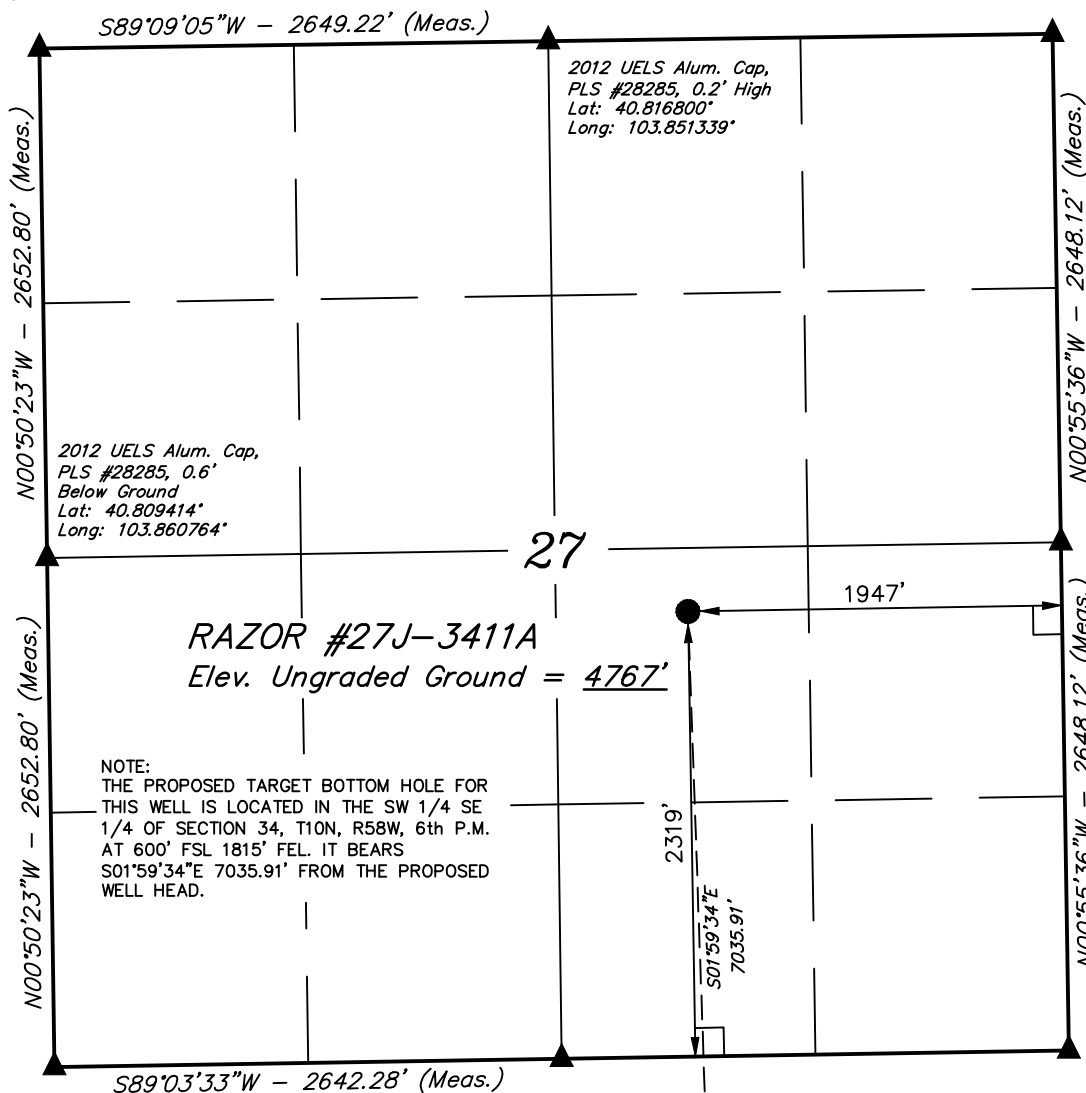 S89°09'05"W - 2649.22' (Meas.)
2012 UELS Alum. Cap,
PLS #28285, 0.2' High
Lat: 40.816800°
Long: 103.851339°
N00°50'23"W - 2652.80' (Meas.)
N00°55'36"W - 2648.12' (Meas.)
2012 UELS Alum. Cap,
PLS #28285, 0.6'
Below Ground
Lat: 40.809414°
Long: 103.860764°
27
1947'
RAZOR #27J-3411A
Elev. Ungraded Ground = 4767'
N00°50'23"W - 2652.80' (Meas.)
N00°55'36"W - 2648.12' (Meas.)
NOTE:
THE PROPOSED TARGET BOTTOM HOLE FOR
THIS WELL IS LOCATED IN THE SW 1/4 SE
1/4 OF SECTION 34, T10N, R58W, 6th P.M.
AT 600' FSL 1815' FEL. IT BEARS
S01°59'34"E 7035.91' FROM THE PROPOSED
WELL HEAD.
2319'
S01°59'34"E
7035.91'
S89°03'33"W - 2642.28' (Meas.)